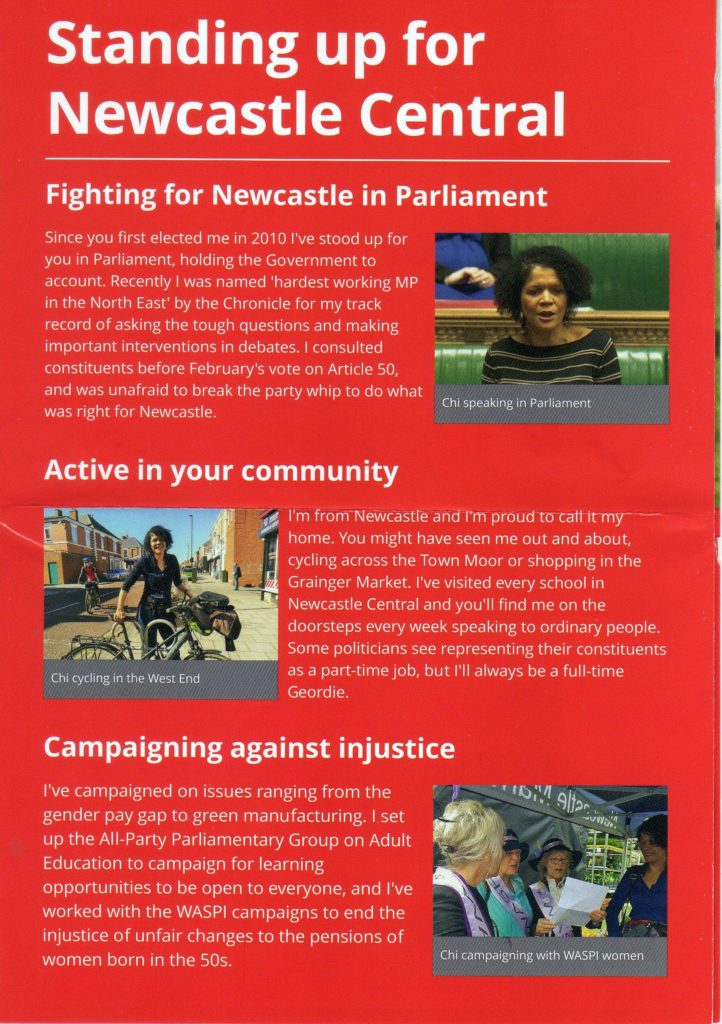 Standing up for
Newcastle Central
Fighting for Newcastle in Parliament
Since you first elected me in 2010 I've stood up for
you in Parliament, holding the Government to
account. Recently I was named 'hardest working MP
in the North East' by the Chronicle for my track
record of asking the tough questions and making
important interventions in debates. I consulted
constituents before February's vote on Article 50,
and was unafraid to break the party whip to do what
was right for Newcastle.
Chi speaking in Parliament
Active in your community
I'm from Newcastle and I'm proud to call it my
home. You might have seen me out and about,
cycling across the Town Moor or shopping in the
Grainger Market. I've visited every school in
Newcastle Central and you'll find me on the
doorsteps every week speaking to ordinary people.
Some politicians see representing their constituents
as a part-time job, but I'll always be a full-time
Geordie.
Chi cycling in the West End
Campaigning against injustice
I've campaigned on issues ranging from the
gender pay gap to green manufacturing. I set
up the All-Party Parliamentary Group on Adult
Education to campaign for learning
opportunities to be open to everyone, and I've
worked with the WASPI campaigns to end the
injustice of unfair changes to the pensions of
women born in the 50s.
Chi campaigning with WASPI women